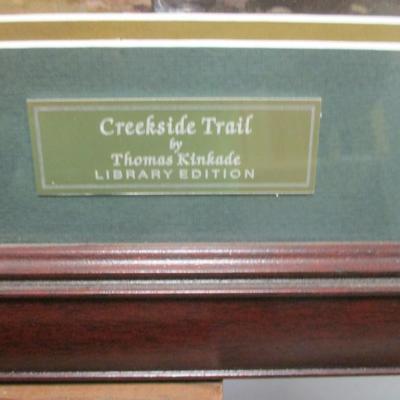 Creekside Trail
by
Thomas Kinkade
LIBRARY EDITION